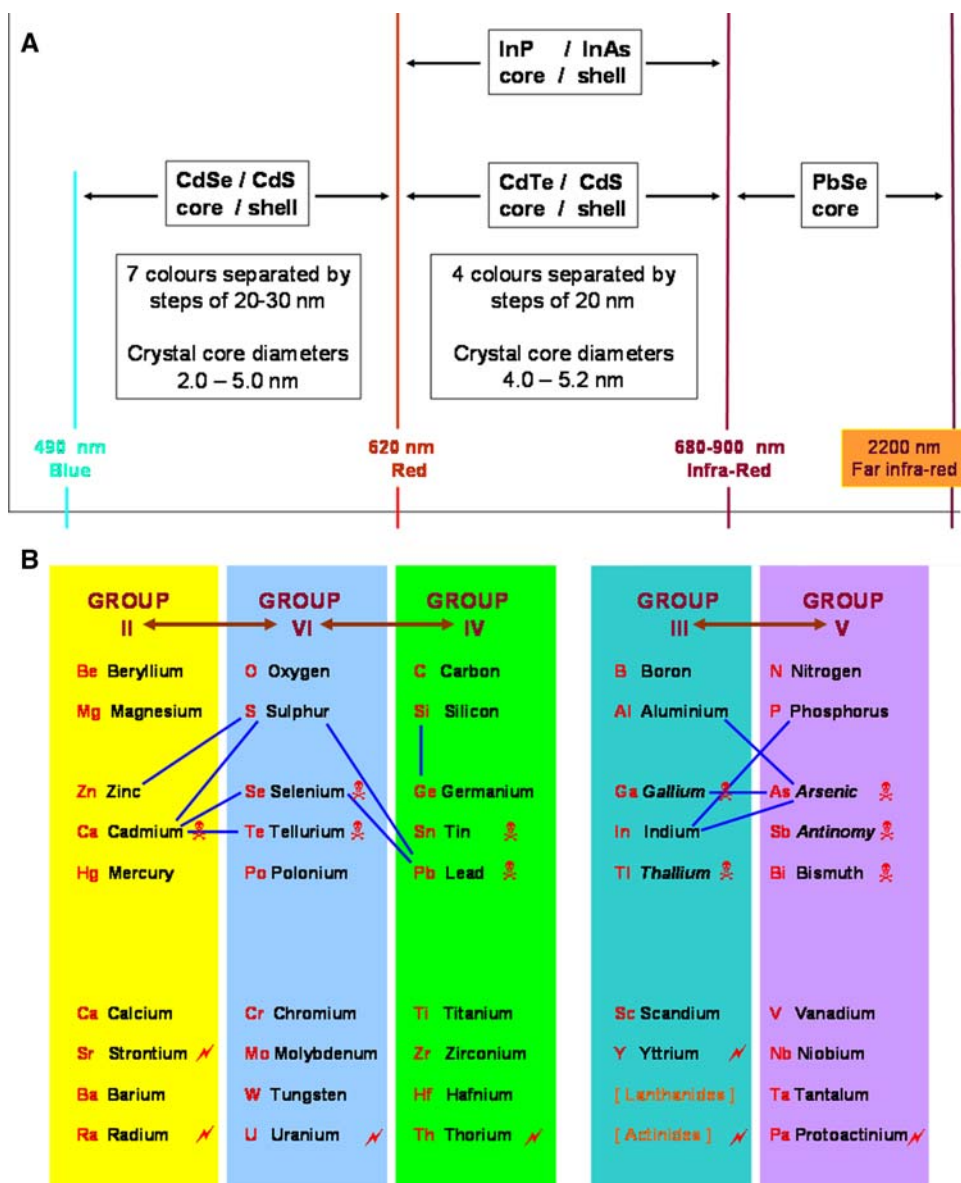 A
InP / InAs
core / shell
CdSe / CdS
core / shell
CdTe / CdS
core / shell
PbSe
core
7 colours separated by
steps of 20-30 nm
Crystal core diameters
2.0 – 5.0 nm
4 colours separated by
steps of 20 nm
Crystal core diameters
4.0 – 5.2 nm
490 nm
Blue
620 nm
Red
680-900 nm
Infra-Red
2200 nm
Far infra-red
B
GROUP
II
GROUP
VI
GROUP
IV
GROUP
III
GROUP
V
Be Beryllium
O Oxygen
C Carbon
B Boron
N Nitrogen
Mg Magnesium
S Sulphur
Si Silicon
Al Aluminium
P Phosphorus
Zn Zinc
Se Selenium
Ge Germanium
Ga Gallium
As Arsenic
Ca Cadmium
Te Tellurium
Sn Tin
In Indium
Sb Antinomy
Hg Mercury
Po Polonium
Pb Lead
Tl Thallium
Bi Bismuth
Ca Calcium
Cr Chromium
Ti Titanium
Sc Scandium
V Vanadium
Sr Strontium
Mo Molybdenum
Zr Zirconium
Y Yttrium
Nb Niobium
Ba Barium
W Tungsten
Hf Hafnium
[ Lanthanides ]
Ta Tantalum
Ra Radium
U Uranium
Th Thorium
[ Actinides ]
Pa Protoactinium